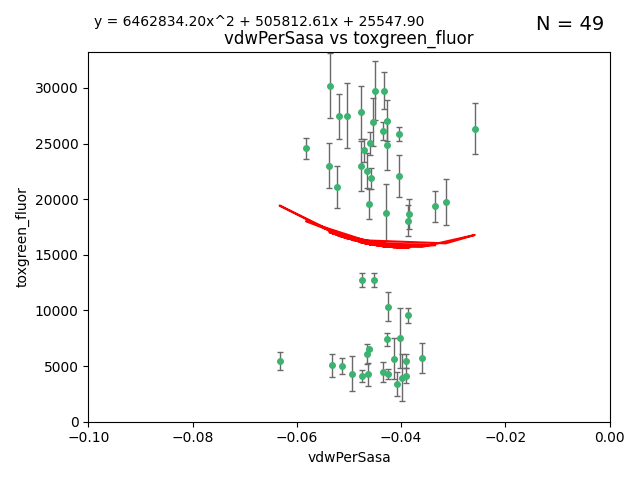 y = 6462834.20x^2 + 505812.61x + 25547.90
N = 49
vdwPerSasa vs toxgreen_fluor
30000
25000
20000
15000
10000
5000
0
toxgreen_fluor
−0.10
−0.08
−0.06
−0.04
−0.02
0.00
vdwPerSasa